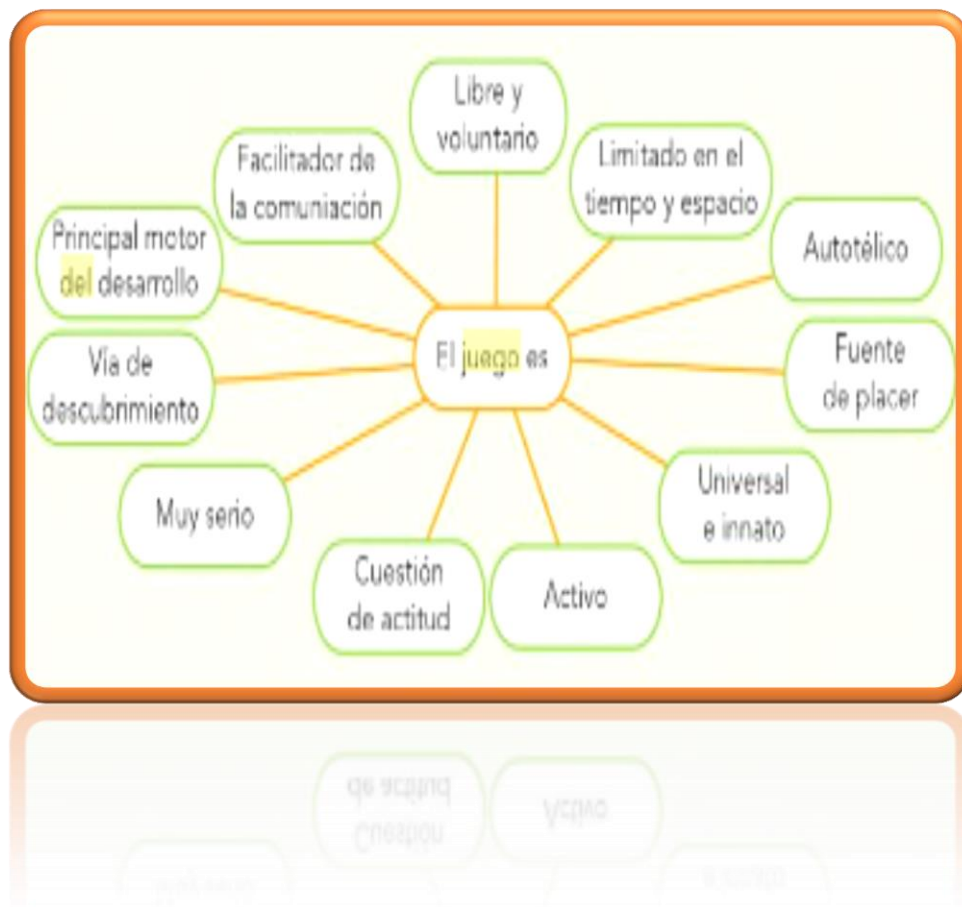 Libre y
voluntario
Facilitador de
la comuniación
Limitado en el
tiempo y espacio
Principal motor
del desarrollo
Autotélico
El juego es
Vía de
descubrimiento
Fuente
de placer
Muy serio
Universal
e innato
Cuestión
de actitud
Activo